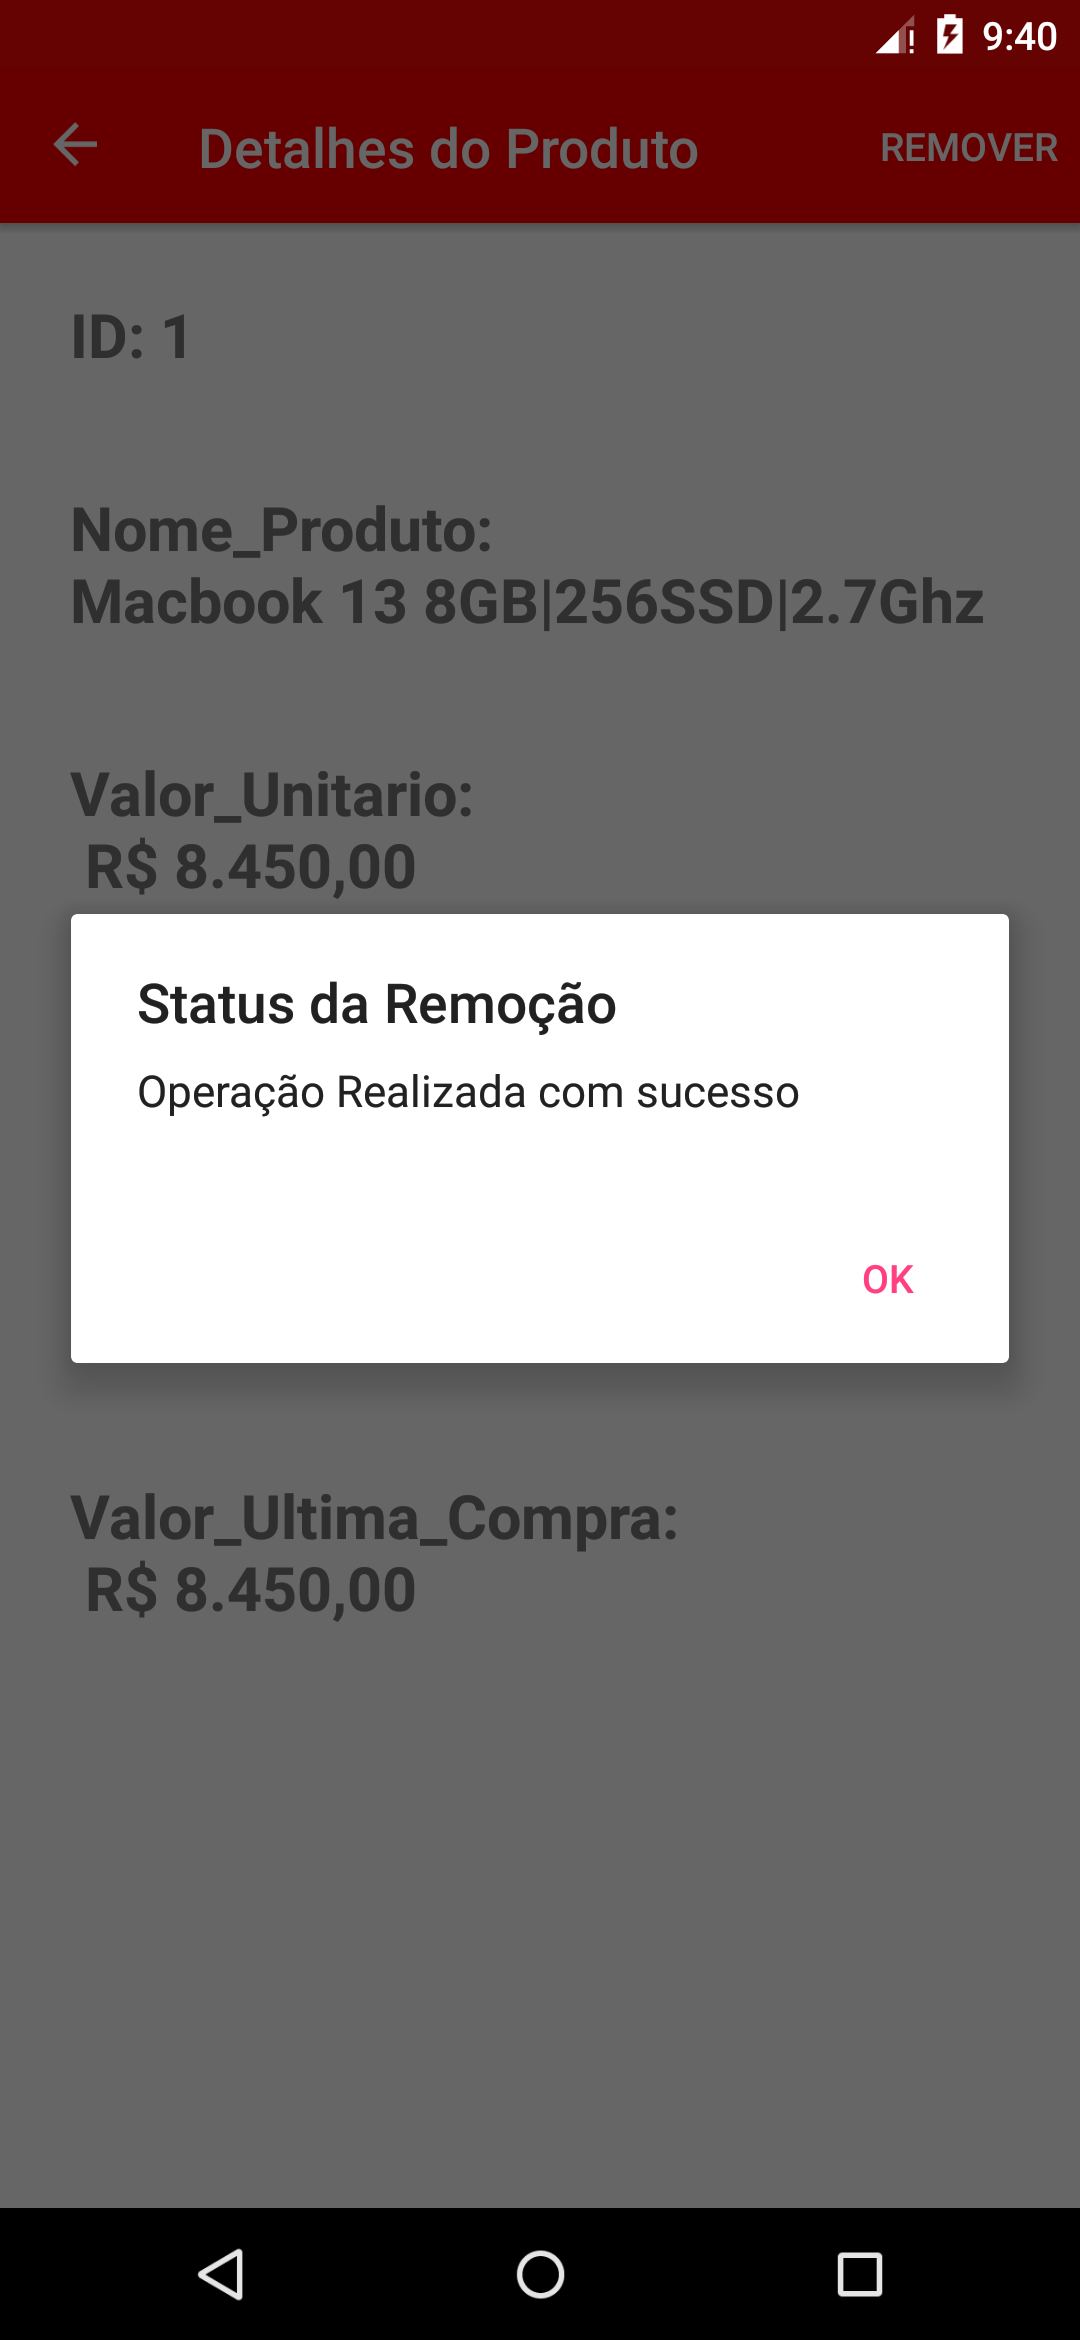 9:40
Detalhes do Produto
REMOVER
ID: 1
Nome_Produto:
Macbook 13 8GB|256SSD|2.7Ghz
Valor_Unitario:
R$ 8.450,00
Status da Remoção
Operação Realizada com sucesso
OK
Valor_Ultima_Compra:
R$ 8.450,00